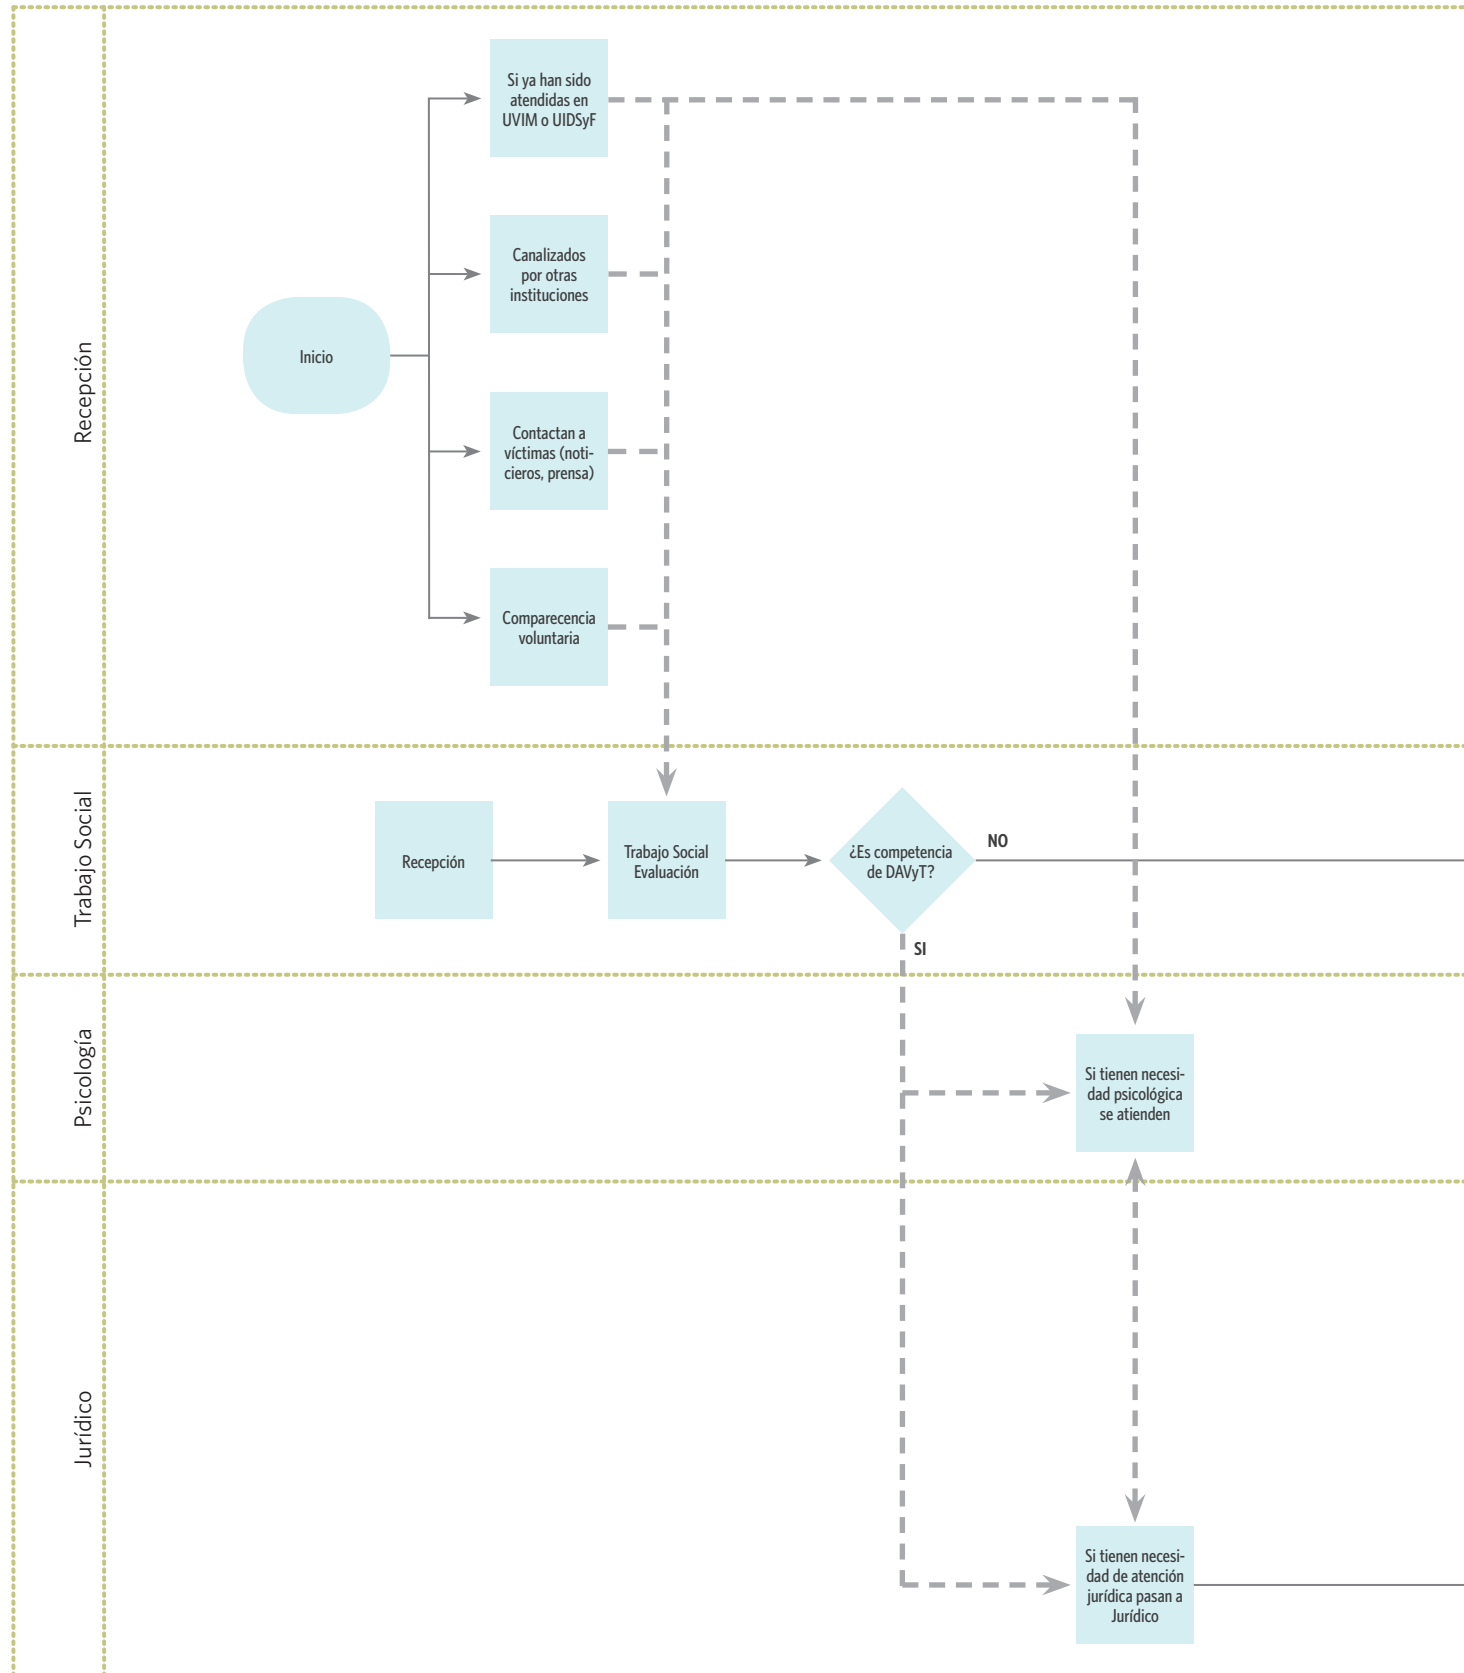 Recepción
Si ya han sido
atendidas en
UVIM o UIDSyF
Canalizados
por otras
instituciones
Inicio
Contactan a
víctimas (noti-
cieros, prensa)
Comparecencia
voluntaria
Trabajo Social
Recepción
Trabajo Social
Evaluación
¿Es competencia
de DAVyT?
NO
SI
Psicología
Si tienen necesi-
dad psicológica
se atienden
Jurídico
Si tienen necesi-
dad de atención
jurídica pasan a
Jurídico